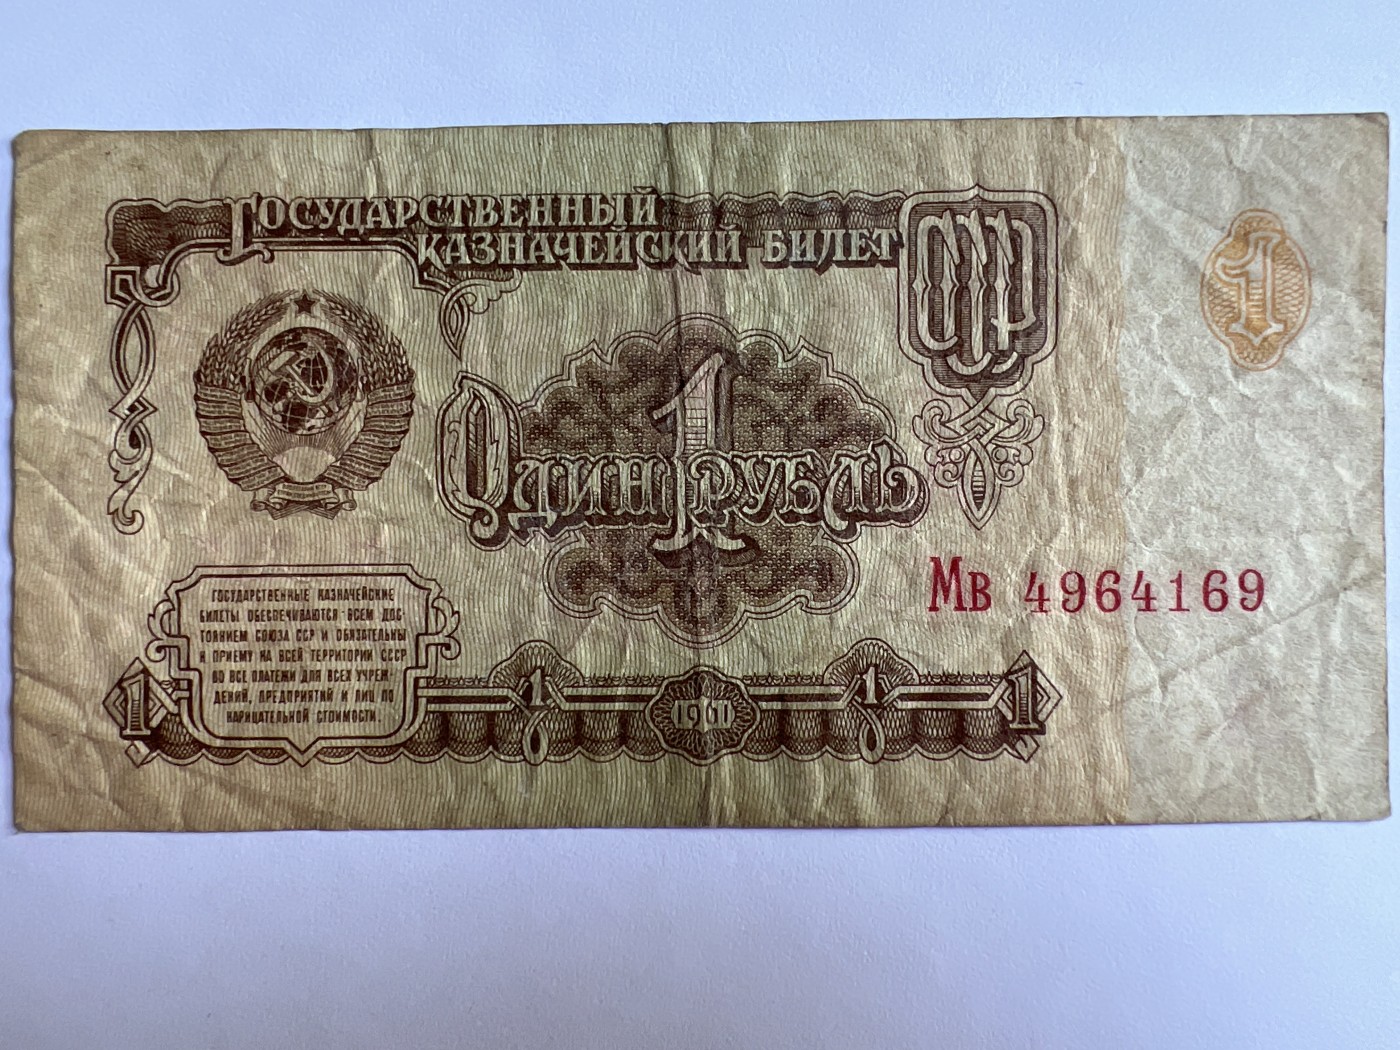 ГОСУДАРСТВЕННЫЙ
КАЗНАЧЕЙСКИЙ БИЛЕТ
СССР
1
1
ОДИН РУБЛЬ
Мв 4964169
ГОСУДАРСТВЕННЫЕ КАЗНАЧЕЙСКИЕ
БИЛЕТЫ ОБЕСПЕЧИВАЮТСЯ ВСЕМ ДОС-
ТОЯНИЕМ СОЮЗА ССР И ОБЯЗАТЕЛЬНЫ
К ПРИЕМУ НА ВСЕЙ ТЕРРИТОРИИ СССР
ВО ВСЕ ПЛАТЕЖИ ДЛЯ ВСЕХ УЧРЕЖ-
ДЕНИЙ, ПРЕДПРИЯТИЙ И ЛИЦ ПО
НАРИЦАТЕЛЬНОЙ СТОИМОСТИ.
1 1 1961 1 1